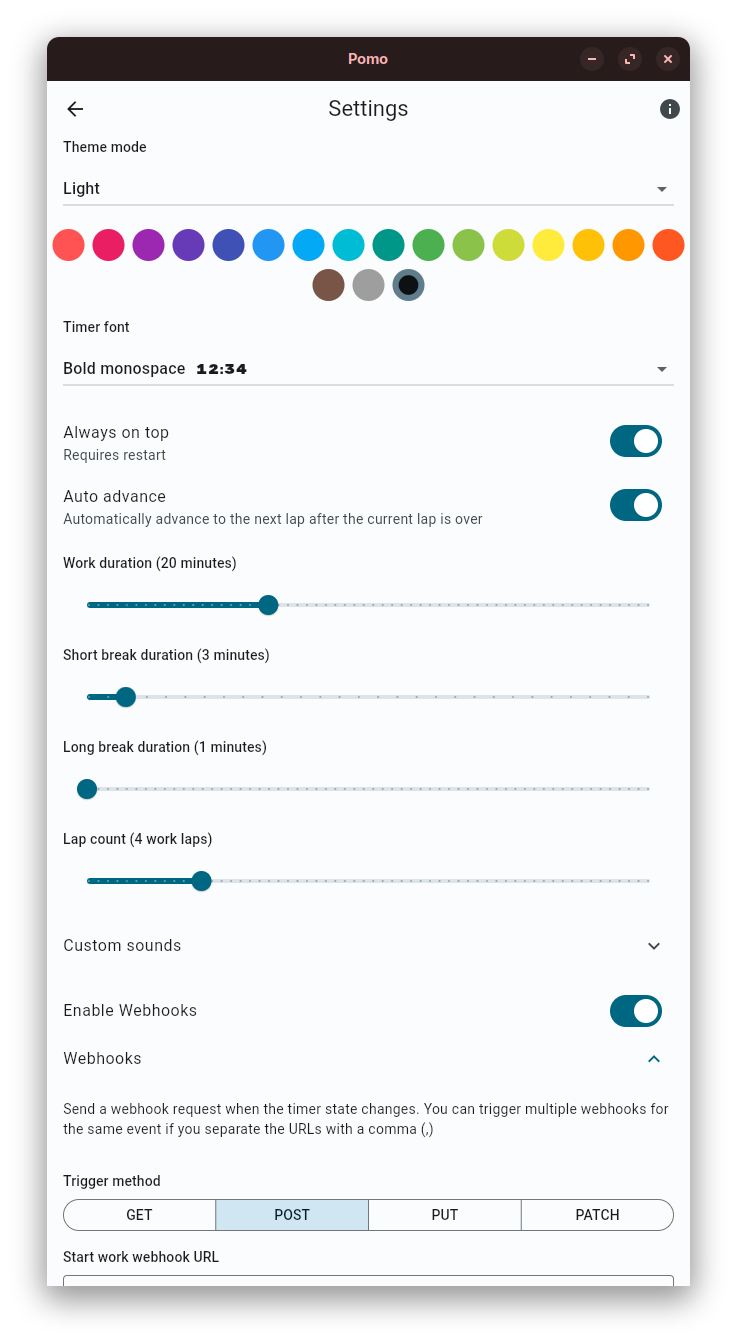 Pomo
Settings
Theme mode
Light
Timer font
Bold monospace 12:34
Always on top
Requires restart
Auto advance
Automatically advance to the next lap after the current lap is over
Work duration (20 minutes)
Short break duration (3 minutes)
Long break duration (1 minutes)
Lap count (4 work laps)
Custom sounds
Enable Webhooks
Webhooks
Send a webhook request when the timer state changes. You can trigger multiple webhooks for
the same event if you separate the URLs with a comma (,)
Trigger method
GET POST PUT PATCH
Start work webhook URL